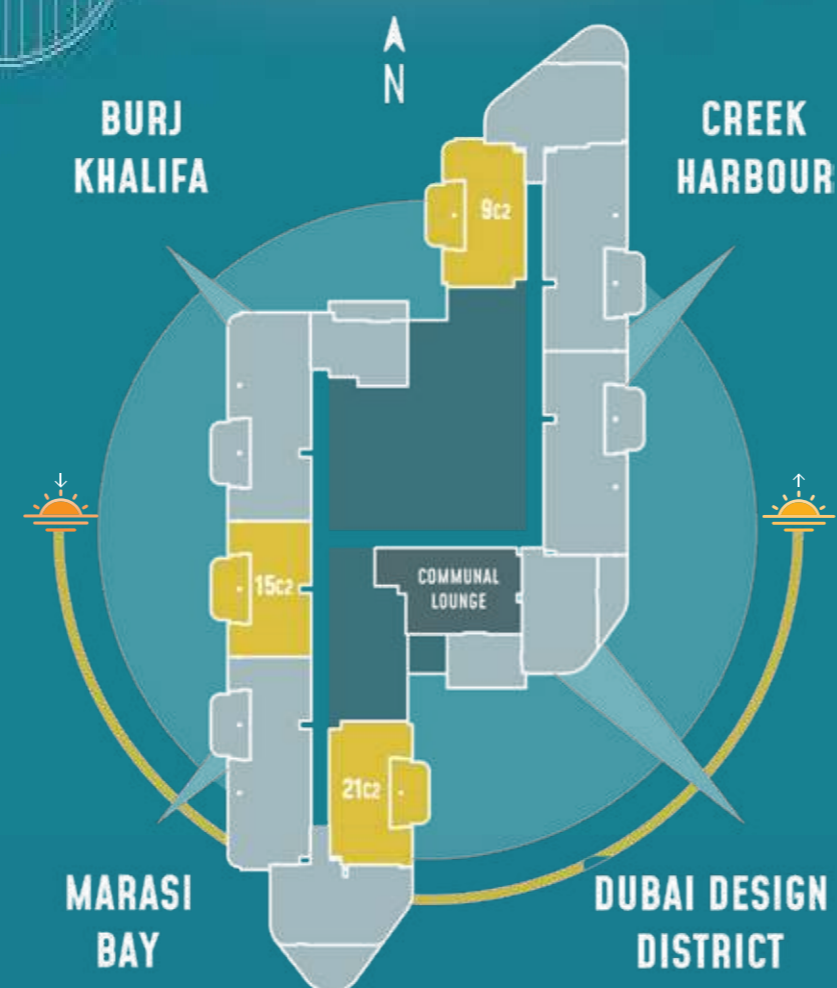 N
BURJ
KHALIFA
CREEK
HARBOUR
9C2
15C2
COMMUNAL
LOUNGE
21C2
MARASI
BAY
DUBAI DESIGN
DISTRICT